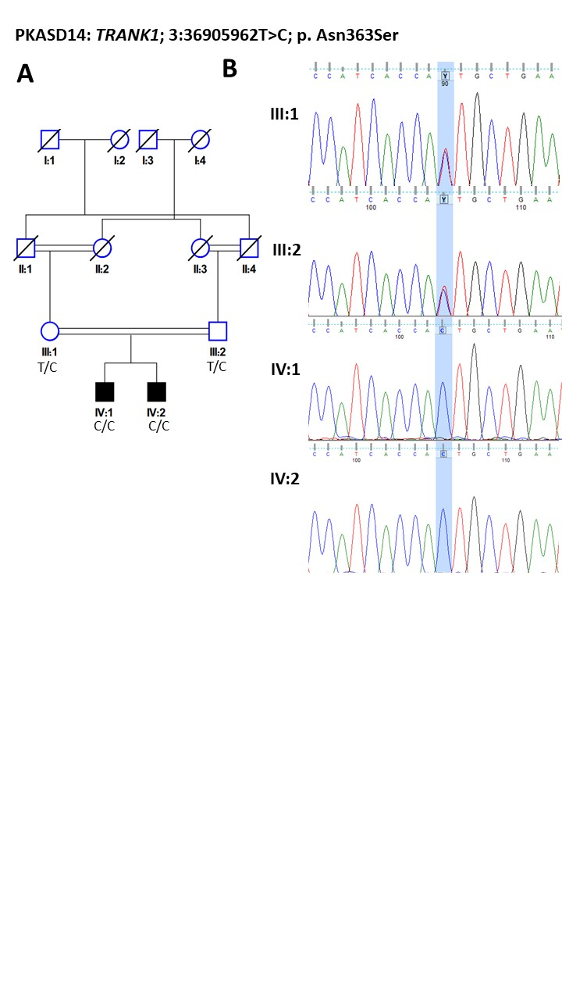 PKASD14: TRANK1; 3:36905962T>C; p. Asn363Ser
A
B
I:1
I:2
I:3
I:4
II:1
II:2
II:3
II:4
III:1
III:2
T/C
T/C
IV:1
IV:2
C/C
C/C
C C A T C A C C A Y T G C T G A A
90
III:1
C C A T C A C C A Y T G C T G A A
100 110
III:2
C C A T C A C C A C T G C T G A A
100 110
IV:1
C C A T C A C C A C T G C T G A A
100 110
IV:2